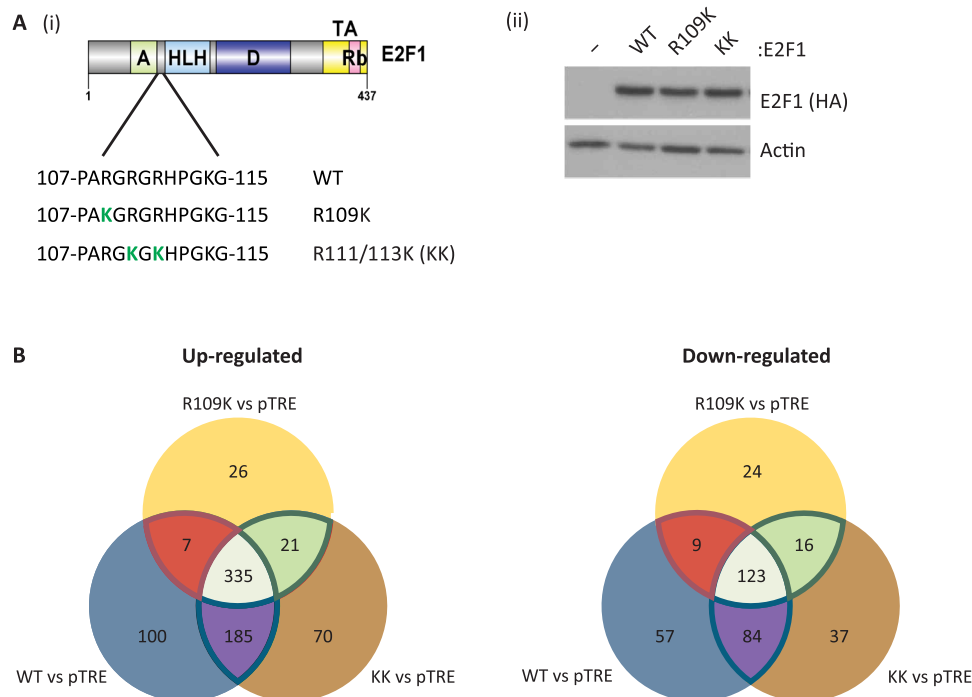 A (i)
TA
A HLH D Rb E2F1
1 437
107-PARGRGRHPGKG-115 WT
107-PAKGRGRHPGKG-115 R109K
107-PARGKGKHPGKG-115 R111/113K (KK)
(ii)
– WT R109K KK :E2F1
E2F1 (HA)
Actin
B
Up-regulated
R109K vs pTRE
26
7 21
335
100 185 70
WT vs pTRE KK vs pTRE
Down-regulated
R109K vs pTRE
24
9 16
123
57 84 37
WT vs pTRE KK vs pTRE